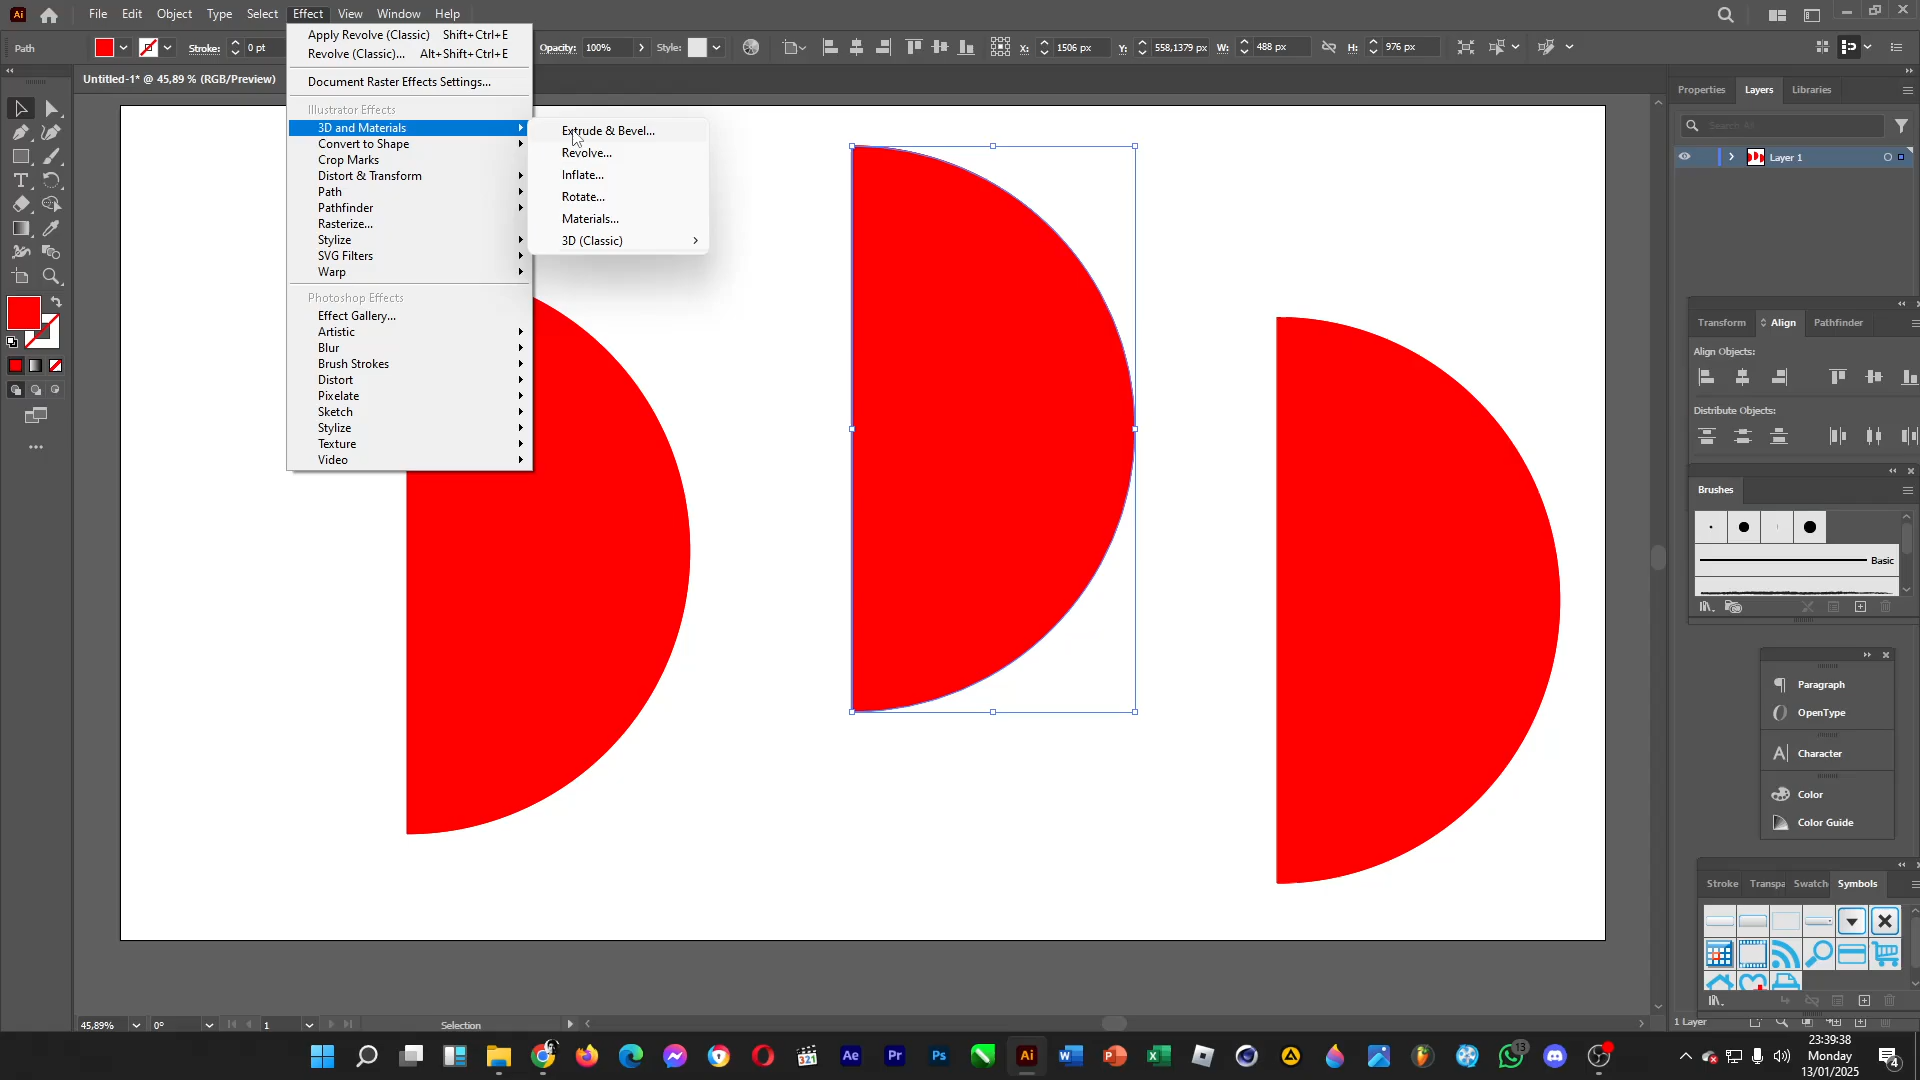 File Edit Object Type Select Effect View Window Help
Path Stroke: 0 pt Opacity: 100% Style: X: 1506 px Y: 558,1379 px W: 488 px H: 976 px
Untitled-1* @ 45,89 % (RGB/Preview)
Apply Revolve (Classic) Shift+Ctrl+E
Revolve (Classic)... Alt+Shift+Ctrl+E
Document Raster Effects Settings...
Illustrator Effects
3D and Materials
Convert to Shape
Crop Marks
Distort & Transform
Path
Pathfinder
Rasterize...
Stylize
SVG Filters
Warp
Photoshop Effects
Effect Gallery...
Artistic
Blur
Brush Strokes
Distort
Pixelate
Sketch
Stylize
Texture
Video
Extrude & Bevel...
Revolve...
Inflate...
Rotate...
Materials...
3D (Classic)
Properties Layers Libraries
Search All
Layer 1
Transform Align Pathfinder
Align Objects:
Distribute Objects:
Brushes
Basic
Paragraph
OpenType
Character
Color
Color Guide
Stroke Transpa Swatch Symbols
1 Layer
45,89% 0° 1 Selection
23:39:38
Monday
13/01/2025
13
4